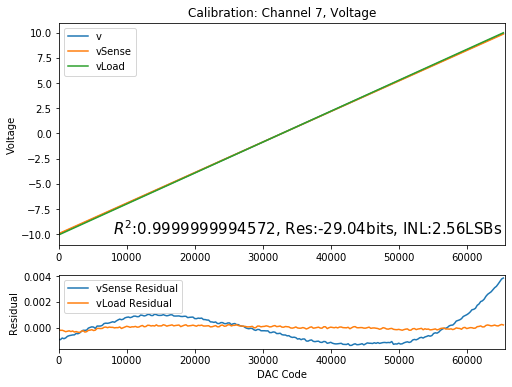 Calibration: Channel 7, Voltage
10.0
7.5
5.0
2.5
0.0
-2.5
-5.0
-7.5
-10.0
Voltage
v
vSense
vLoad
R²:0.9999999994572, Res:-29.04bits, INL:2.56LSBs
0 10000 20000 30000 40000 50000 60000
0.004
0.002
0.000
Residual
vSense Residual
vLoad Residual
0 10000 20000 30000 40000 50000 60000
DAC Code